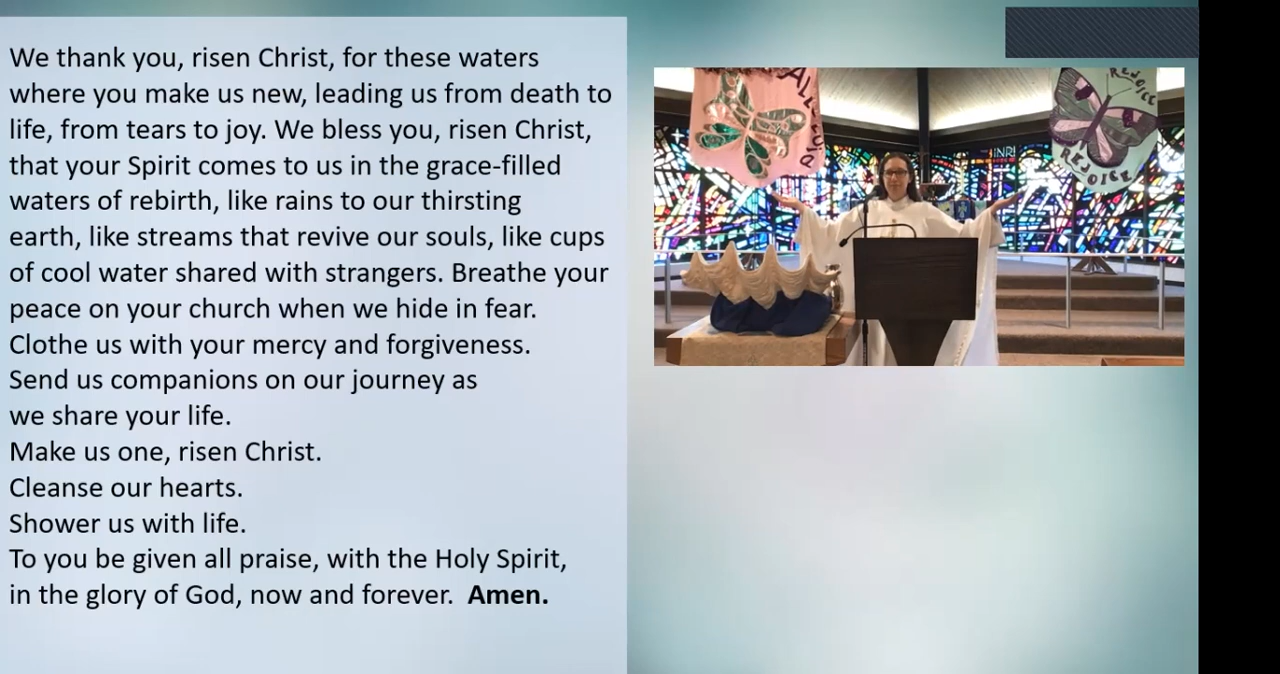 We thank you, risen Christ, for these waters
where you make us new, leading us from death to
life, from tears to joy. We bless you, risen Christ,
that your Spirit comes to us in the grace-filled
waters of rebirth, like rains to our thirsting
earth, like streams that revive our souls, like cups
of cool water shared with strangers. Breathe your
peace on your church when we hide in fear.
Clothe us with your mercy and forgiveness.
Send us companions on our journey as
we share your life.
Make us one, risen Christ.
Cleanse our hearts.
Shower us with life.
To you be given all praise, with the Holy Spirit,
in the glory of God, now and forever.  Amen.
ALLELUIA
REJOICE
REJOICE
INRI